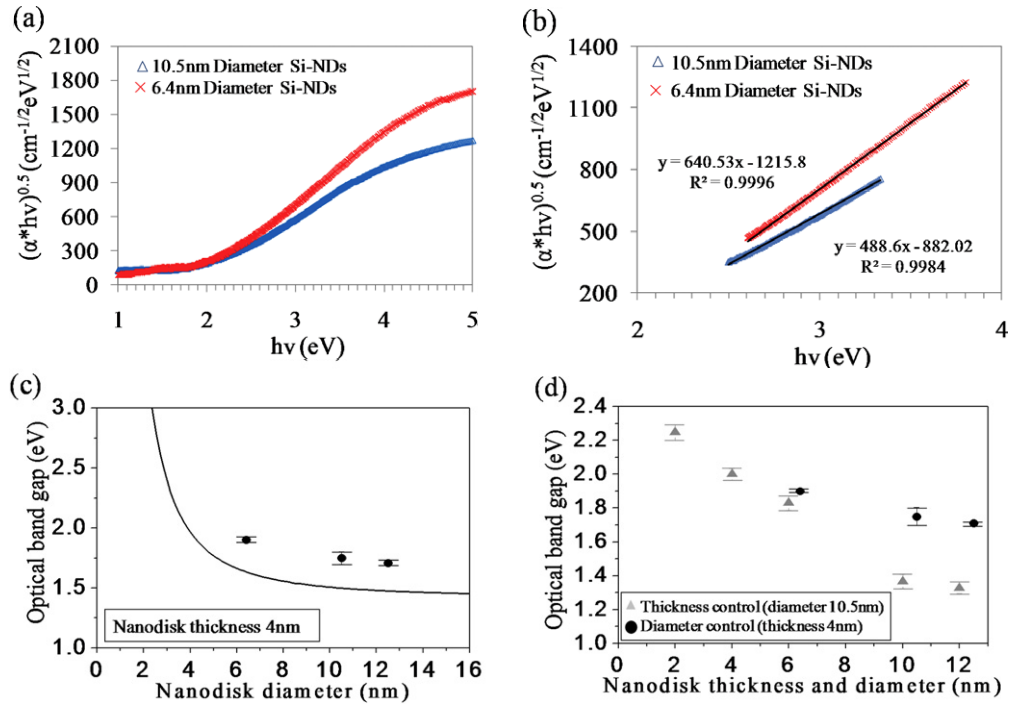 (a)
(α*hν)^0.5 (cm^-1/2 eV^1/2)
2100
1800
1500
1200
900
600
300
0
△ 10.5nm Diameter Si-NDs
× 6.4nm Diameter Si-NDs
1 2 3 4 5
hν (eV)
(b)
(α*hν)^0.5 (cm^-1/2 eV^1/2)
1400
1100
800
500
200
△ 10.5nm Diameter Si-NDs
× 6.4nm Diameter Si-NDs
y = 640.53x - 1215.8
R² = 0.9996
y = 488.6x - 882.02
R² = 0.9984
2 3 4
hν (eV)
(c)
Optical band gap (eV)
3.0
2.5
2.0
1.5
1.0
Nanodisk thickness 4nm
0 2 4 6 8 10 12 14 16
Nanodisk diameter (nm)
(d)
Optical band gap (eV)
2.4
2.2
2.0
1.8
1.6
1.4
1.2
1.0
▲ Thickness control (diameter 10.5nm)
● Diameter control (thickness 4nm)
0 2 4 6 8 10 12
Nanodisk thickness and diameter (nm)